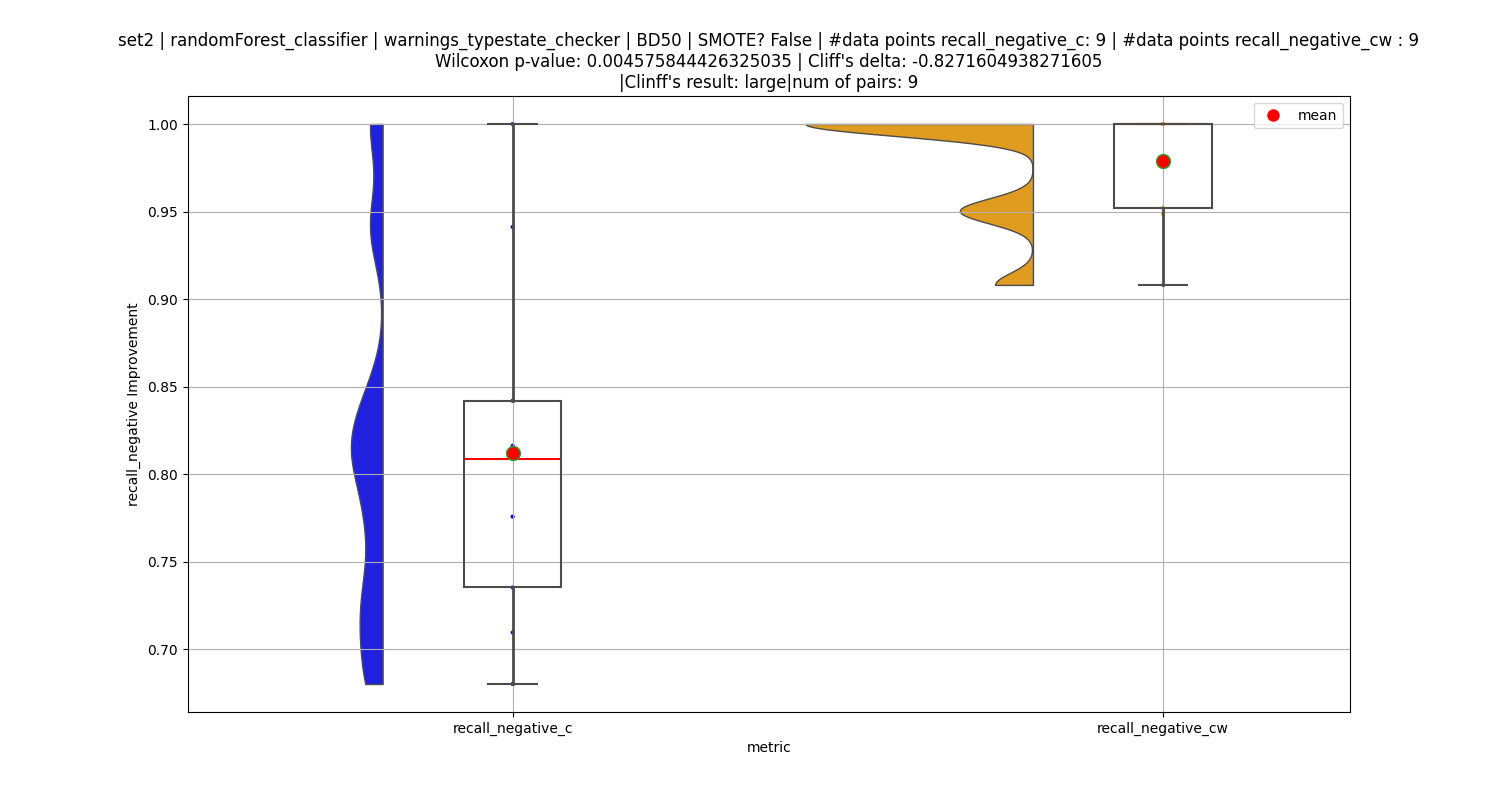 set2 | randomForest_classifier | warnings_typestate_checker | BD50 | SMOTE? False | #data points recall_negative_c: 9 | #data points recall_negative_cw : 9
Wilcoxon p-value: 0.004575844426325035 | Cliff's delta: -0.8271604938271605
|Clinff's result: large|num of pairs: 9
mean
1.00
0.95
0.90
0.85
0.80
0.75
0.70
recall_negative Improvement
recall_negative_c
recall_negative_cw
metric